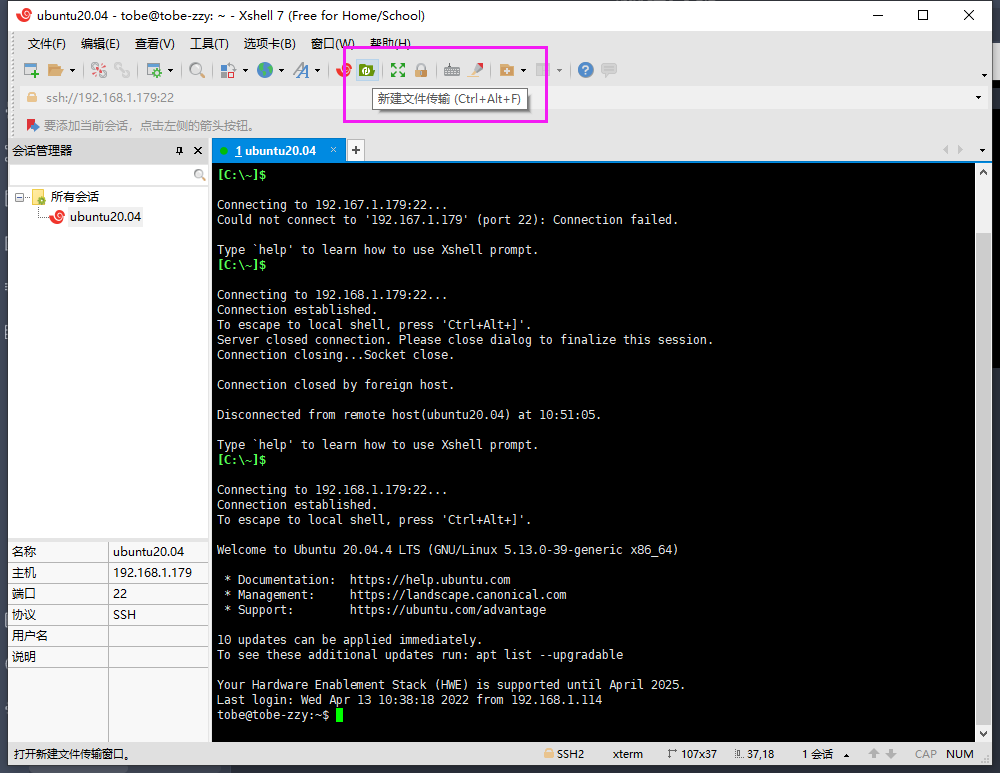 ubuntu20.04 - tobe@tobe-zzy: ~ - Xshell 7 (Free for Home/School)
文件(F) 编辑(E) 查看(V) 工具(T) 选项卡(B) 窗口(W) 帮助(H)
ssh://192.168.1.179:22
新建文件传输 (Ctrl+Alt+F)
要添加当前会话，点击左侧的箭头按钮。
会话管理器
1 ubuntu20.04
所有会话
ubuntu20.04
名称 ubuntu20.04
主机 192.168.1.179
端口 22
协议 SSH
用户名
说明
[C:\~]$
Connecting to 192.167.1.179:22...
Could not connect to '192.167.1.179' (port 22): Connection failed.
Type `help' to learn how to use Xshell prompt.
[C:\~]$
Connecting to 192.168.1.179:22...
Connection established.
To escape to local shell, press 'Ctrl+Alt+]'.
Server closed connection. Please close dialog to finalize this session.
Connection closing...Socket close.
Connection closed by foreign host.
Disconnected from remote host(ubuntu20.04) at 10:51:05.
Type `help' to learn how to use Xshell prompt.
[C:\~]$
Connecting to 192.168.1.179:22...
Connection established.
To escape to local shell, press 'Ctrl+Alt+]'.
Welcome to Ubuntu 20.04.4 LTS (GNU/Linux 5.13.0-39-generic x86_64)
* Documentation: https://help.ubuntu.com
* Management: https://landscape.canonical.com
* Support: https://ubuntu.com/advantage
10 updates can be applied immediately.
To see these additional updates run: apt list --upgradable
Your Hardware Enablement Stack (HWE) is supported until April 2025.
Last login: Wed Apr 13 10:38:18 2022 from 192.168.1.114
tobe@tobe-zzy:~$
打开新建文件传输窗口。 SSH2 xterm 107x37 37,18 1 会话 CAP NUM